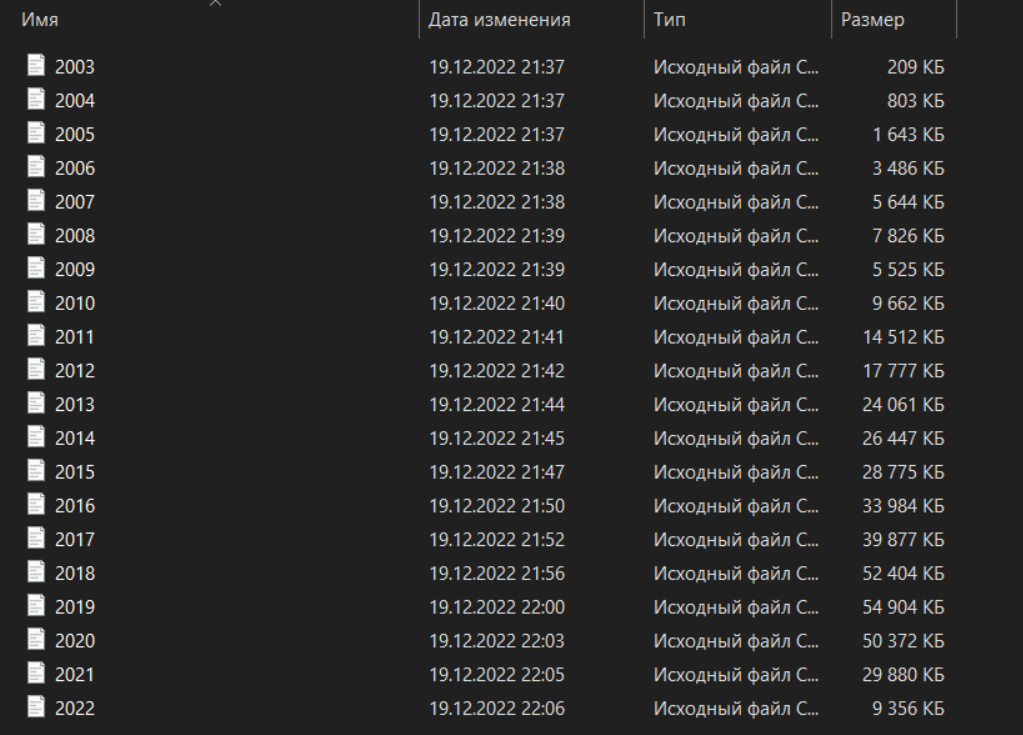 Имя Дата изменения Тип Размер
2003 19.12.2022 21:37 Исходный файл C... 209 КБ
2004 19.12.2022 21:37 Исходный файл C... 803 КБ
2005 19.12.2022 21:37 Исходный файл C... 1 643 КБ
2006 19.12.2022 21:38 Исходный файл C... 3 486 КБ
2007 19.12.2022 21:38 Исходный файл C... 5 644 КБ
2008 19.12.2022 21:39 Исходный файл C... 7 826 КБ
2009 19.12.2022 21:39 Исходный файл C... 5 525 КБ
2010 19.12.2022 21:40 Исходный файл C... 9 662 КБ
2011 19.12.2022 21:41 Исходный файл C... 14 512 КБ
2012 19.12.2022 21:42 Исходный файл C... 17 777 КБ
2013 19.12.2022 21:44 Исходный файл C... 24 061 КБ
2014 19.12.2022 21:45 Исходный файл C... 26 447 КБ
2015 19.12.2022 21:47 Исходный файл C... 28 775 КБ
2016 19.12.2022 21:50 Исходный файл C... 33 984 КБ
2017 19.12.2022 21:52 Исходный файл C... 39 877 КБ
2018 19.12.2022 21:56 Исходный файл C... 52 404 КБ
2019 19.12.2022 22:00 Исходный файл C... 54 904 КБ
2020 19.12.2022 22:03 Исходный файл C... 50 372 КБ
2021 19.12.2022 22:05 Исходный файл C... 29 880 КБ
2022 19.12.2022 22:06 Исходный файл C... 9 356 КБ